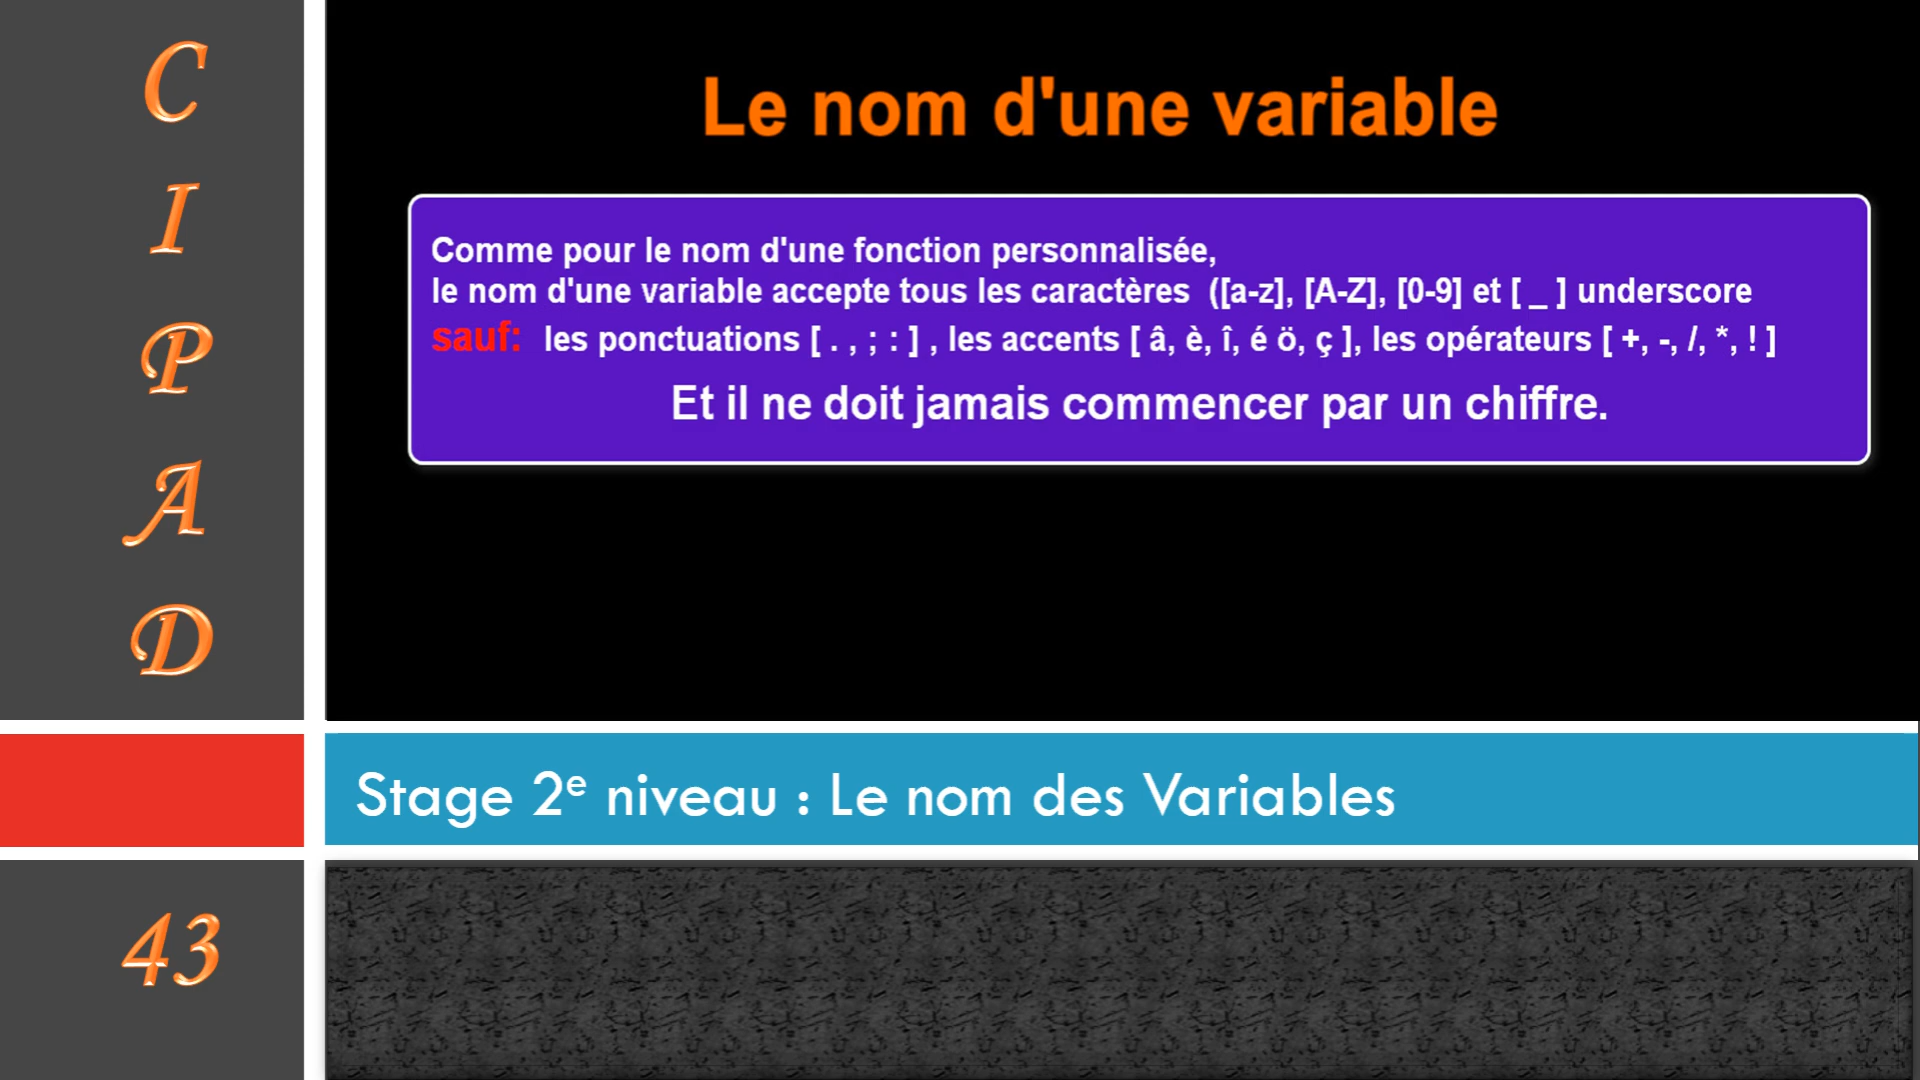 C
I
P
A
D
Le nom d'une variable
Comme pour le nom d'une fonction personnalisée,
le nom d'une variable accepte tous les caractères  ([a-z], [A-Z], [0-9] et [ _ ] underscore
sauf:  les ponctuations [ . , ; : ] , les accents [ â, è, î, é ö, ç ], les opérateurs [ +, -, /, *, ! ]
Et il ne doit jamais commencer par un chiffre.
Stage 2e niveau : Le nom des Variables
43